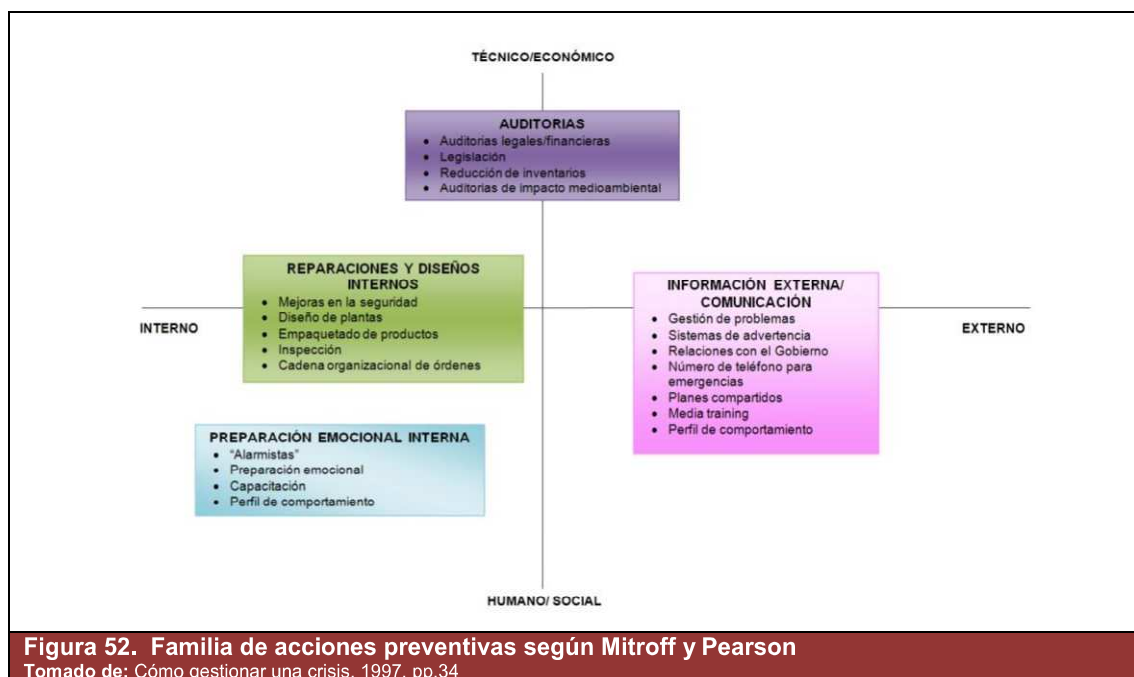 TÉCNICO/ECONÓMICO
AUDITORIAS
• Auditorias legales/financieras
• Legislación
• Reducción de inventarios
• Auditorias de impacto medioambiental
REPARACIONES Y DISEÑOS
INTERNOS
• Mejoras en la seguridad
• Diseño de plantas
• Empaquetado de productos
• Inspección
• Cadena organizacional de órdenes
INFORMACIÓN EXTERNA/
COMUNICACIÓN
• Gestión de problemas
• Sistemas de advertencia
• Relaciones con el Gobierno
• Número de teléfono para
emergencias
• Planes compartidos
• Media training
• Perfil de comportamiento
INTERNO
EXTERNO
PREPARACIÓN EMOCIONAL INTERNA
• “Alarmistas”
• Preparación emocional
• Capacitación
• Perfil de comportamiento
HUMANO/ SOCIAL
Figura 52. Familia de acciones preventivas según Mitroff y Pearson
Tomado de: Cómo gestionar una crisis, 1997, pp.34